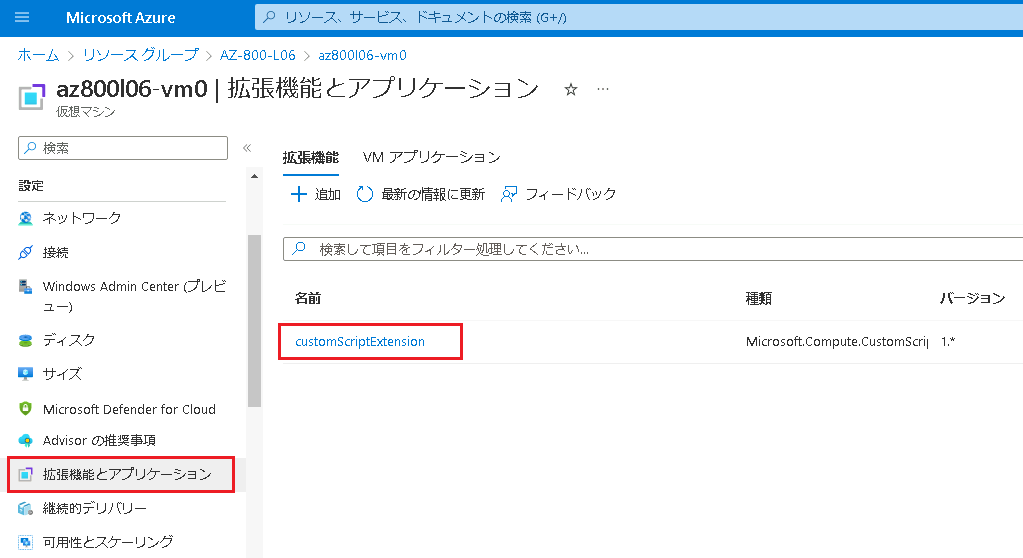 Microsoft Azure
リソース、サービス、ドキュメントの検索 (G+/)
ホーム > リソース グループ > AZ-800-L06 > az800l06-vm0
az800l06-vm0 | 拡張機能とアプリケーション ☆ …
仮想マシン
検索 «
設定
ネットワーク
接続
Windows Admin Center (プレビ
ュー)
ディスク
サイズ
Microsoft Defender for Cloud
Advisor の推奨事項
拡張機能とアプリケーション
継続的デリバリー
可用性とスケーリング
拡張機能 VM アプリケーション
追加 最新の情報に更新 フィードバック
検索して項目をフィルター処理してください...
名前 種類 バージョン
customScriptExtension Microsoft.Compute.CustomScrip 1.*